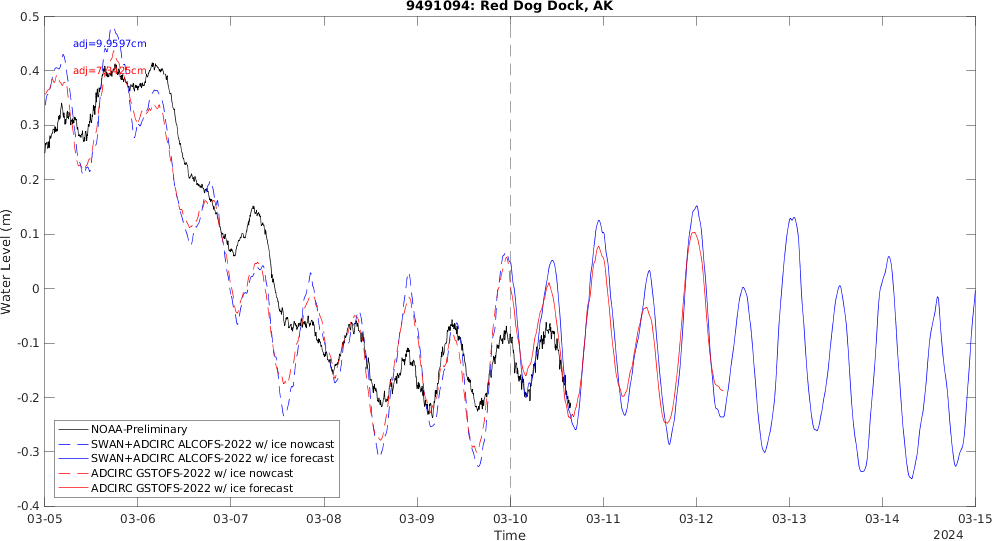 9491094: Red Dog Dock, AK
0.5
adj=9.9597cm
0.4
0.3
0.2
0.1
0
-0.1
-0.2
-0.3
-0.4
Water Level (m)
NOAA-Preliminary
SWAN+ADCIRC ALCOFS-2022 w/ ice nowcast
SWAN+ADCIRC ALCOFS-2022 w/ ice forecast
ADCIRC GSTOFS-2022 w/ ice nowcast
ADCIRC GSTOFS-2022 w/ ice forecast
03-05 03-06 03-07 03-08 03-09 03-10 03-11 03-12 03-13 03-14 03-15
Time
2024